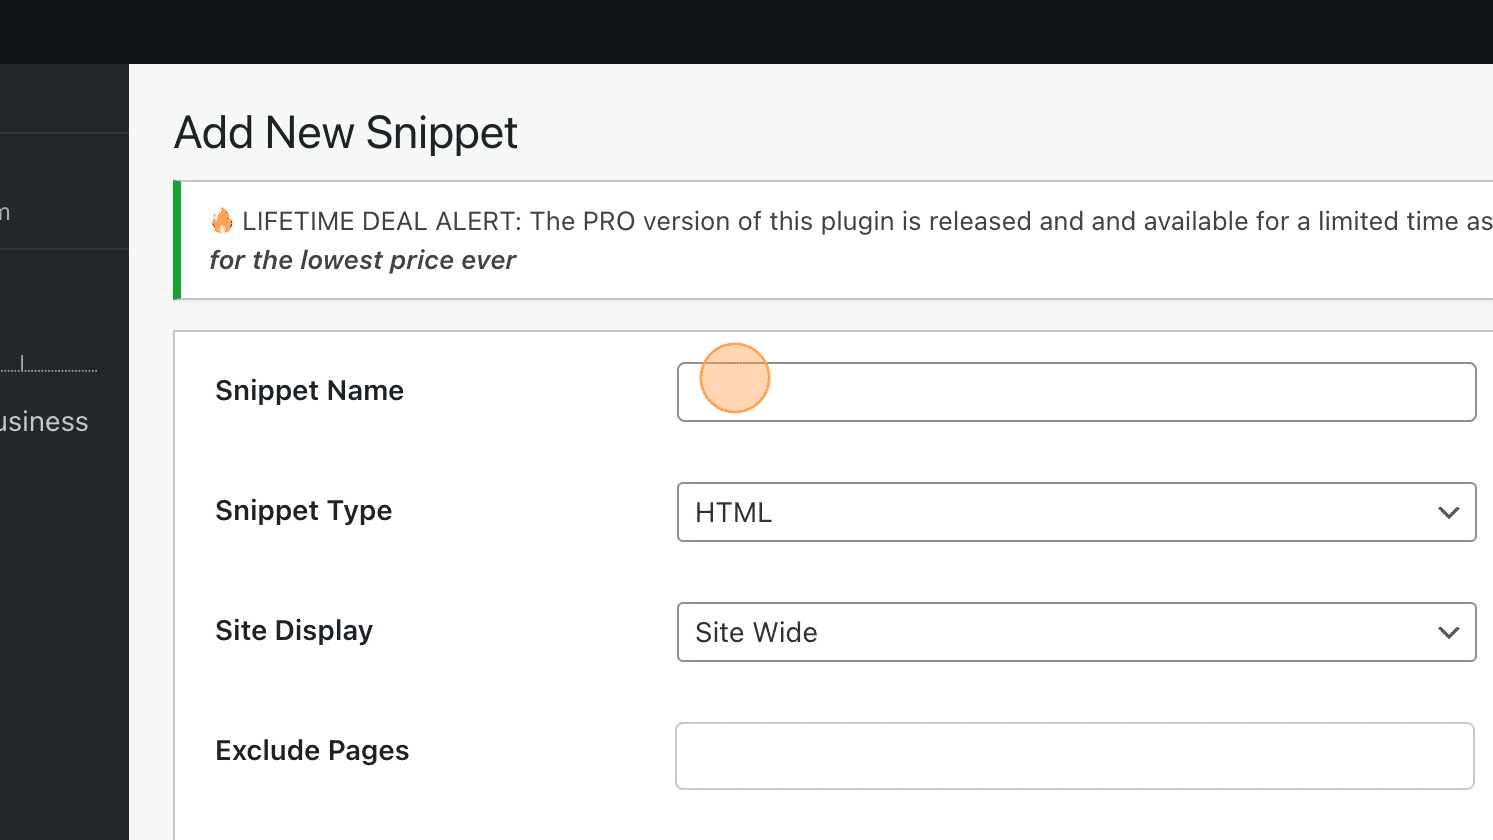 Add New Snippet
🔥 LIFETIME DEAL ALERT: The PRO version of this plugin is released and and available for a limited time as
for the lowest price ever
Snippet Name
usiness
Snippet Type
HTML
Site Display
Site Wide
Exclude Pages